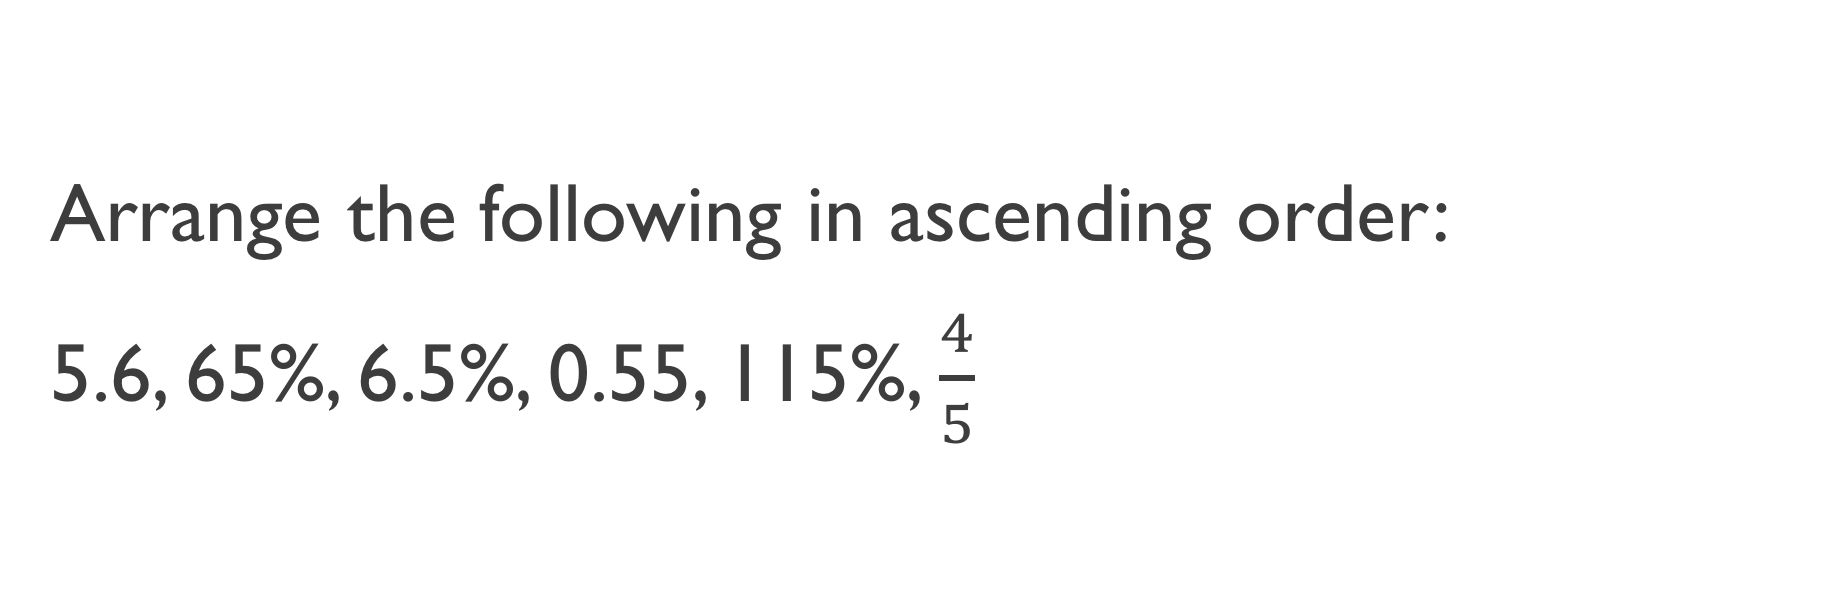 Arrange the following in ascending order:
5.6, 65%, 6.5%, 0.55, 115%, 4/5